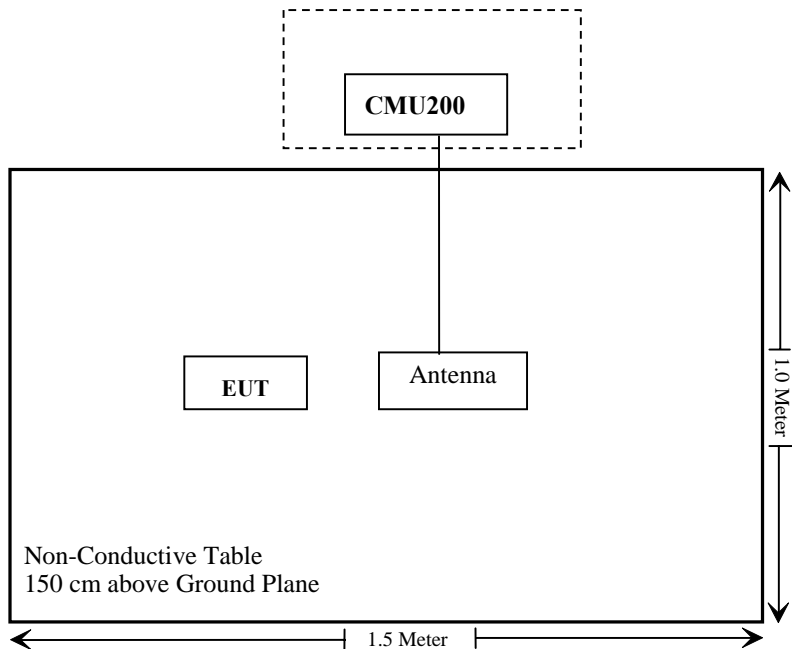 CMU200
EUT
Antenna
1.0 Meter
Non-Conductive Table
150 cm above Ground Plane
1.5 Meter